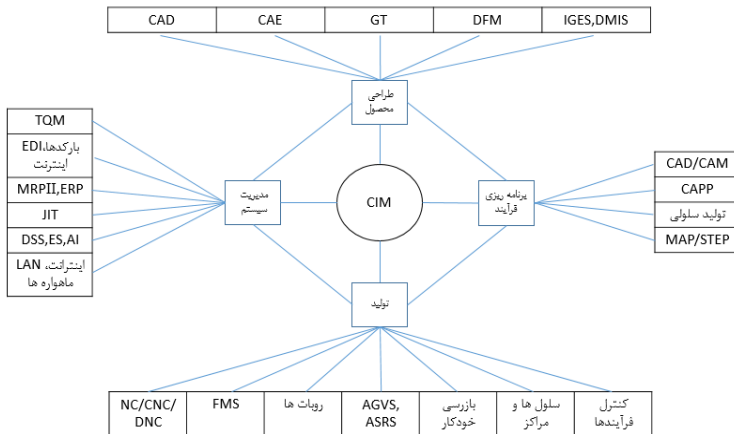 CAD
CAE
GT
DFM
IGES,DMIS
طراحی
محصول
TQM
بارکدها،EDI
اینترنت
MRPII,ERP
JIT
DSS,ES,AI
اینترانت، LAN
ماهواره ها
مدیریت
سیستم
CIM
برنامه ریزی
فرآیند
CAD/CAM
CAPP
تولید سلولی
MAP/STEP
تولید
NC/CNC/
DNC
FMS
روبات ها
AGVS,
ASRS
بازرسی
خودکار
سلول ها و
مراکز
کنترل
فرآیندها